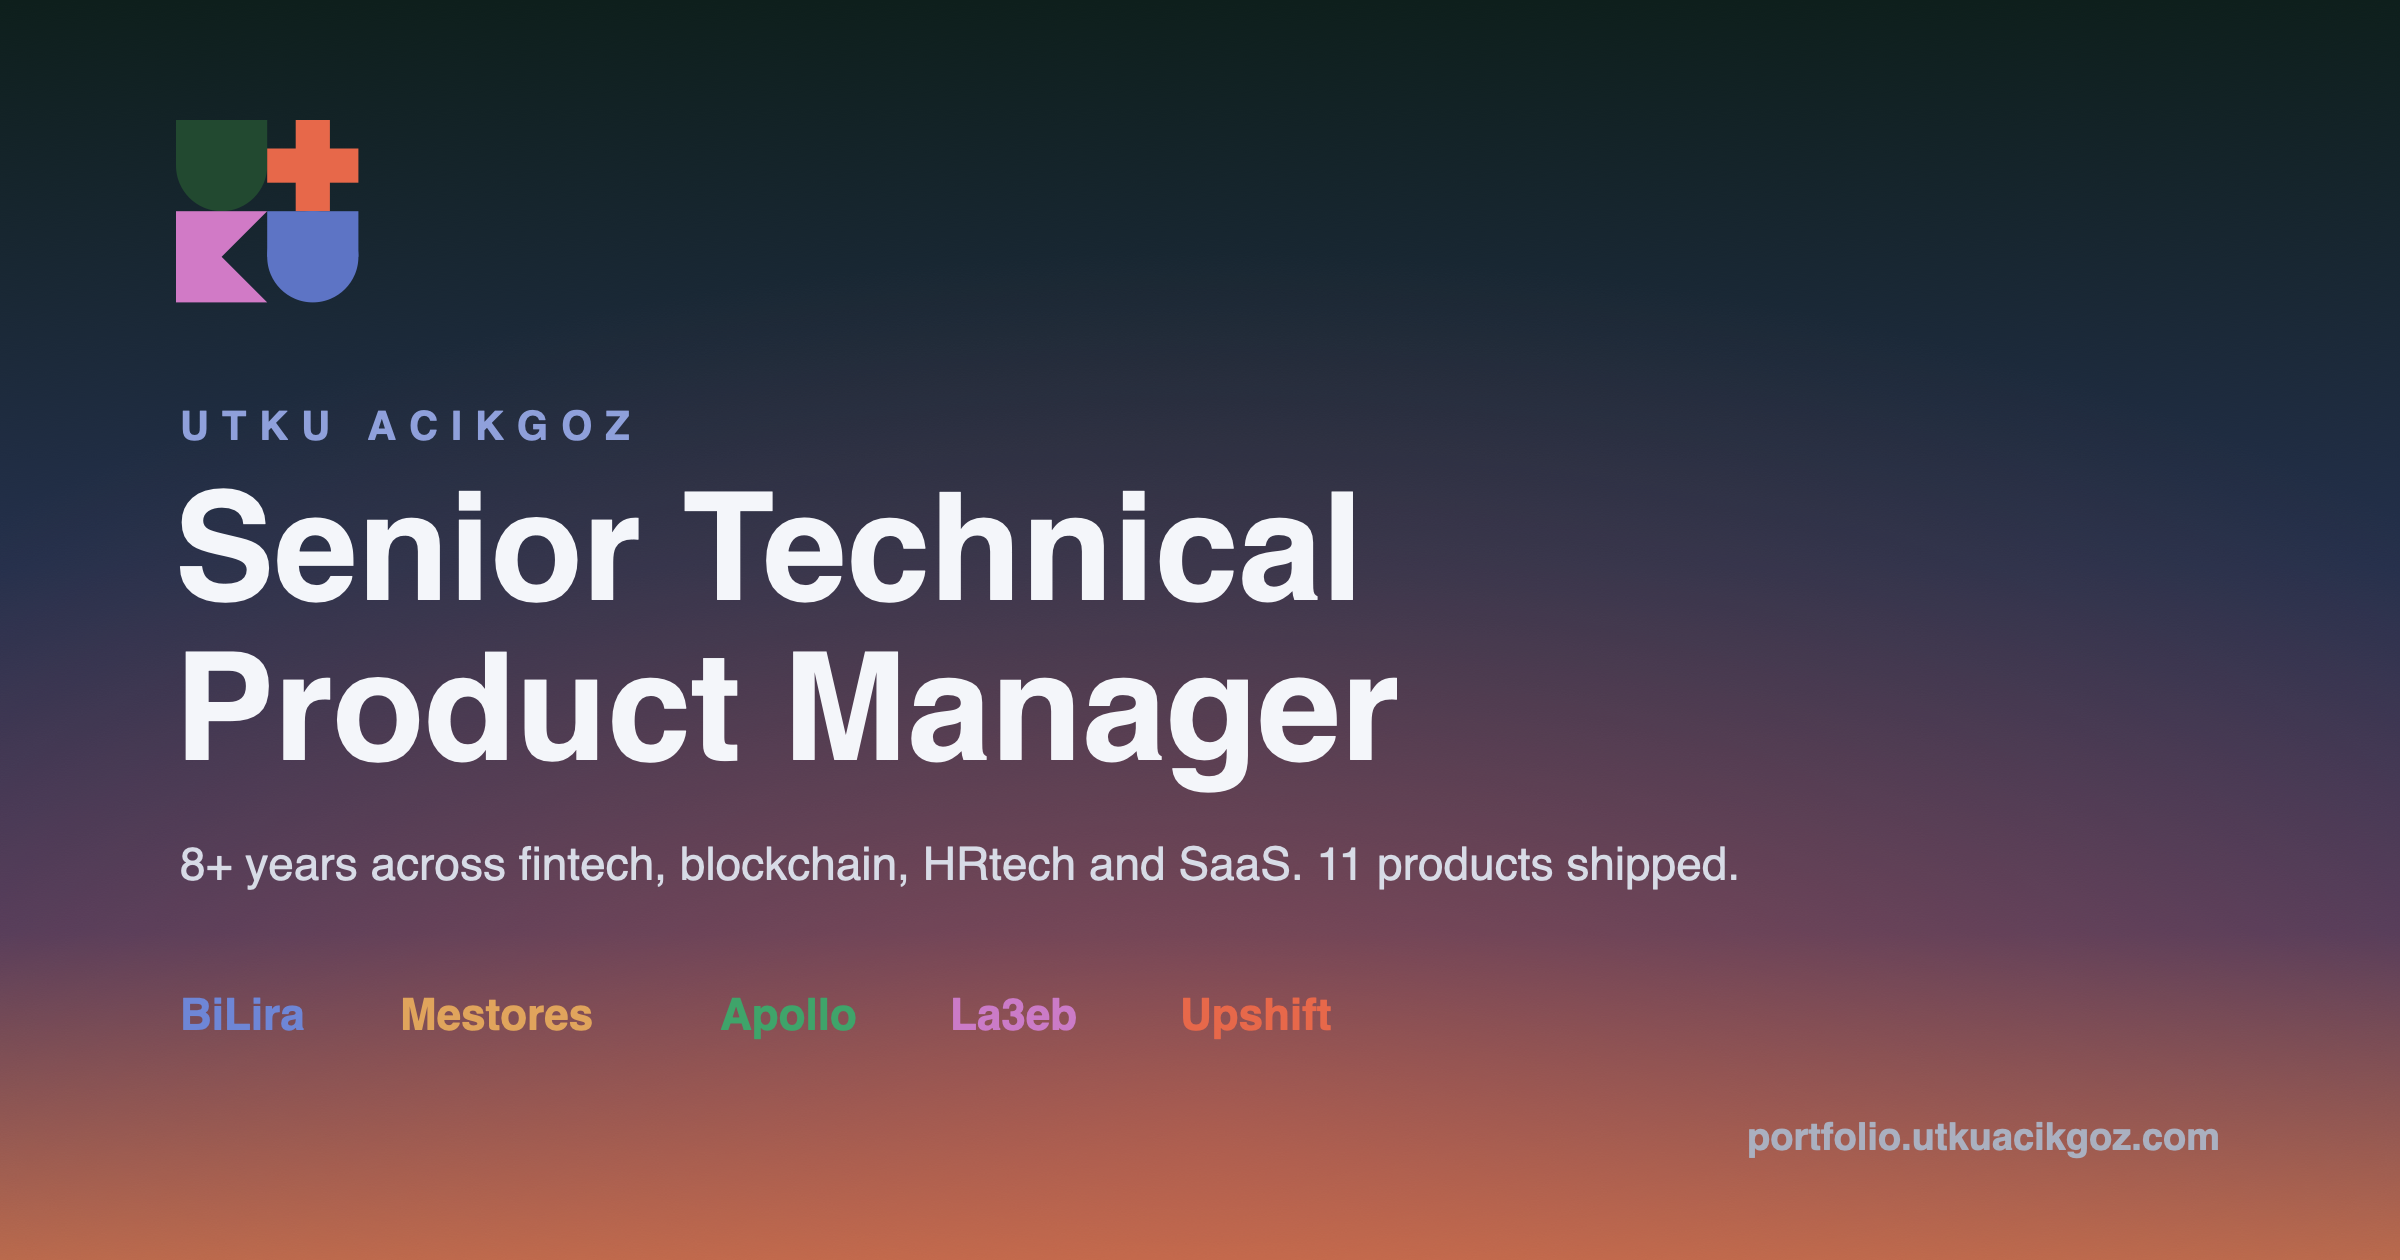 UTKU ACIKGOZ
Senior Technical
Product Manager
8+ years across fintech, blockchain, HRtech and SaaS. 11 products shipped.
BiLira Mestores Apollo La3eb Upshift
portfolio.utkuacikgoz.com